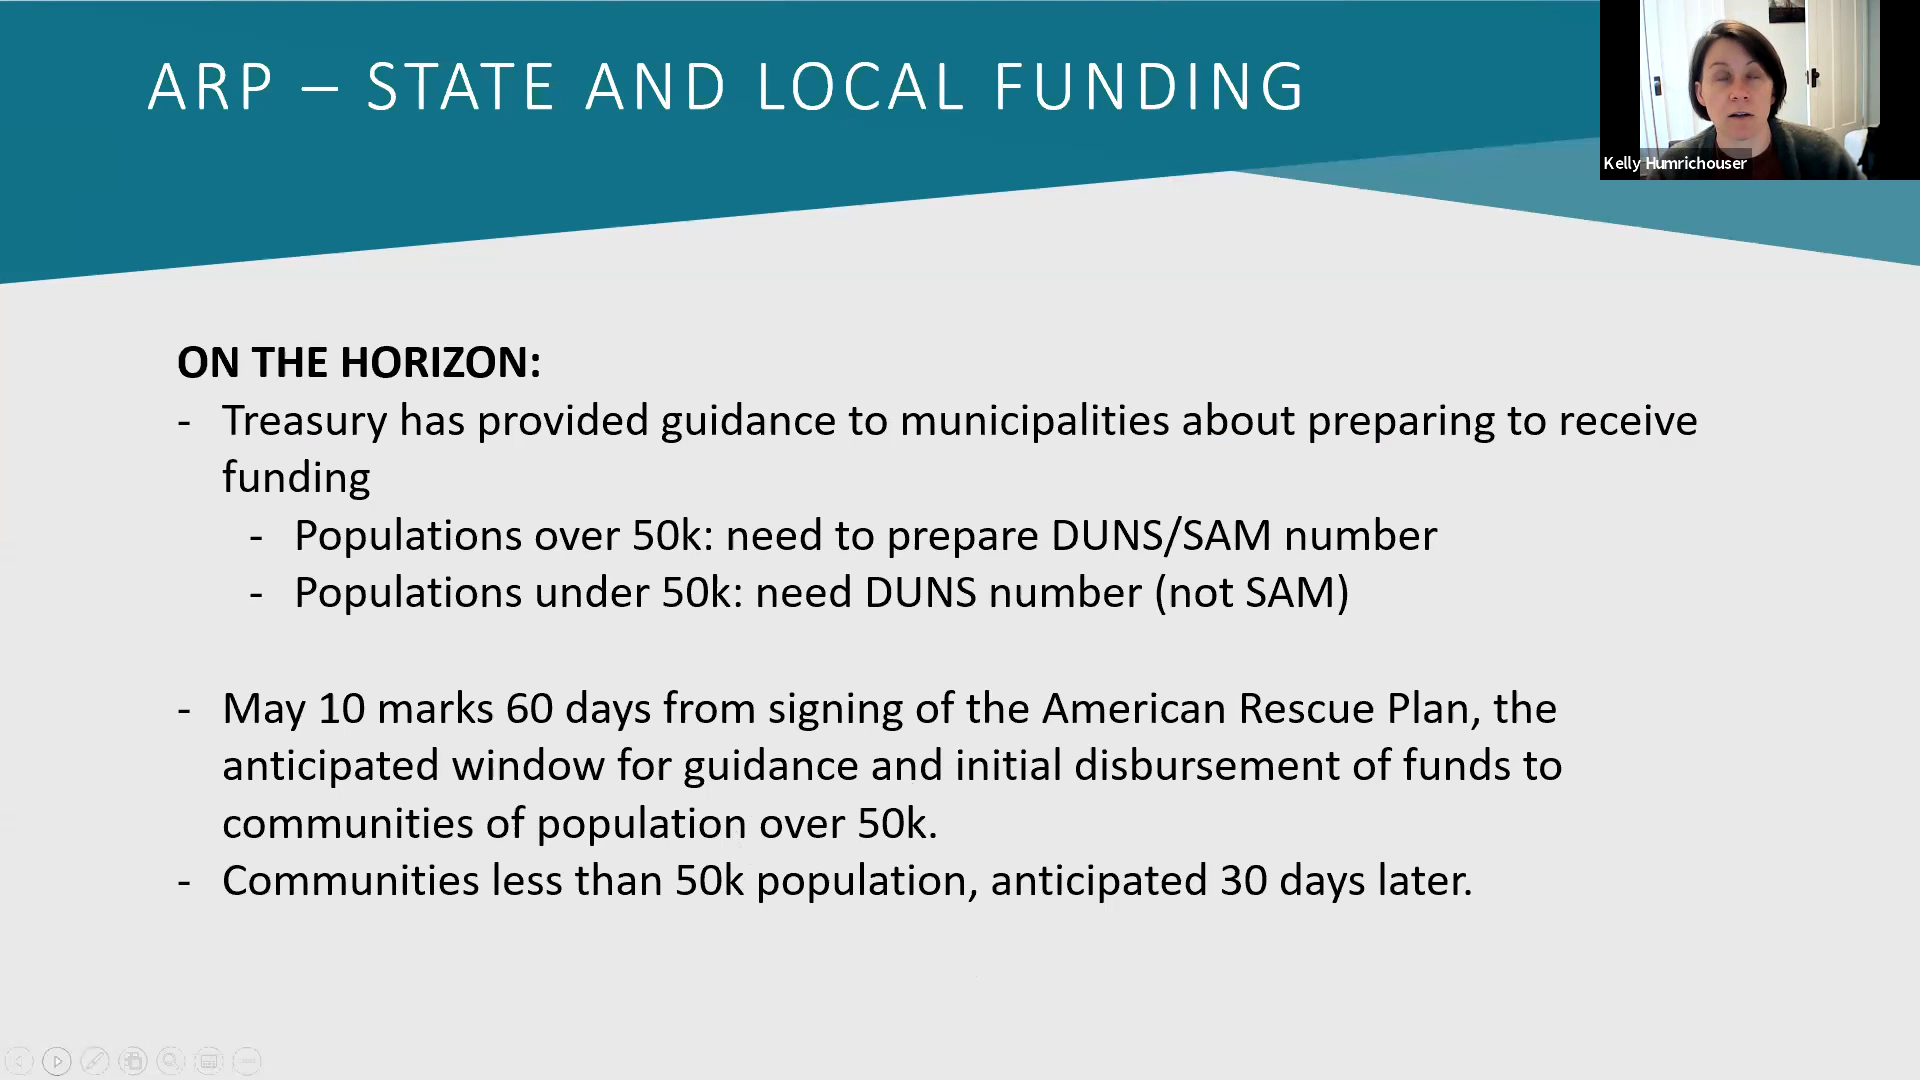 ARP – STATE AND LOCAL FUNDING
Kelly Humrichouser
ON THE HORIZON:
- Treasury has provided guidance to municipalities about preparing to receive
funding
- Populations over 50k: need to prepare DUNS/SAM number
- Populations under 50k: need DUNS number (not SAM)
- May 10 marks 60 days from signing of the American Rescue Plan, the
anticipated window for guidance and initial disbursement of funds to
communities of population over 50k.
- Communities less than 50k population, anticipated 30 days later.